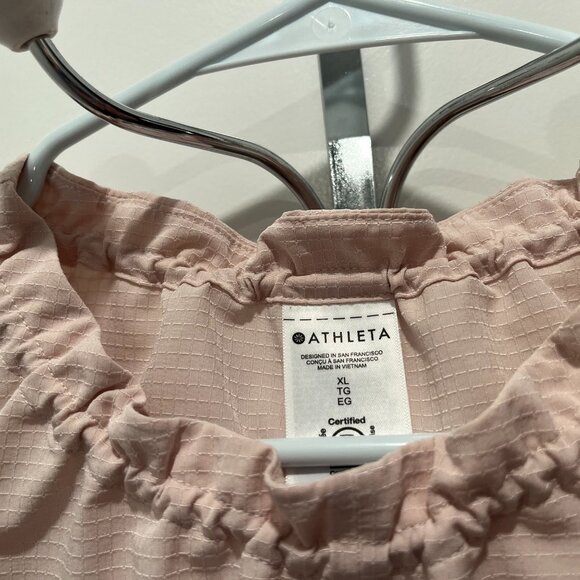 ATHLETA
DESIGNED IN SAN FRANCISCO
CONÇU À SAN FRANCISCO
MADE IN VIETNAM
XL
TG
EG
Certified